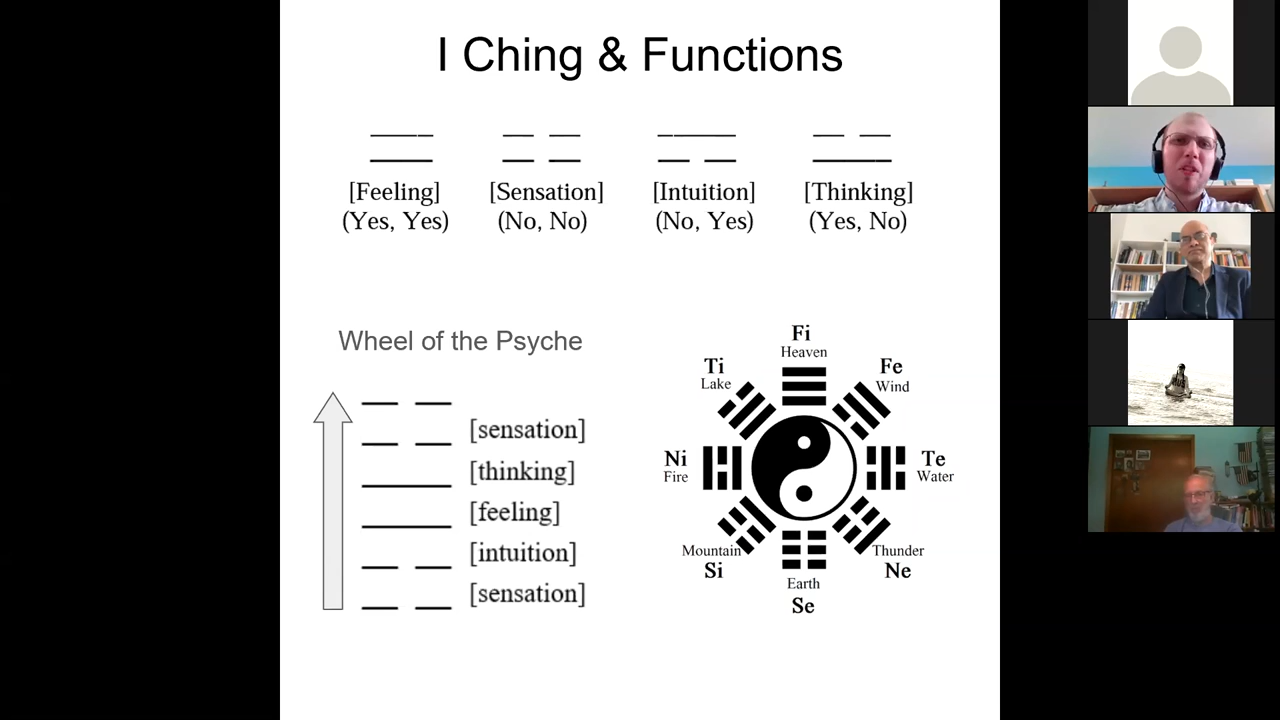 I Ching & Functions
[Feeling]
(Yes, Yes)
[Sensation]
(No, No)
[Intuition]
(No, Yes)
[Thinking]
(Yes, No)
Wheel of the Psyche
[sensation]
[thinking]
[feeling]
[intuition]
[sensation]
Fi
Heaven
Ti
Lake
Fe
Wind
Ni
Fire
Te
Water
Mountain
Si
Thunder
Ne
Earth
Se